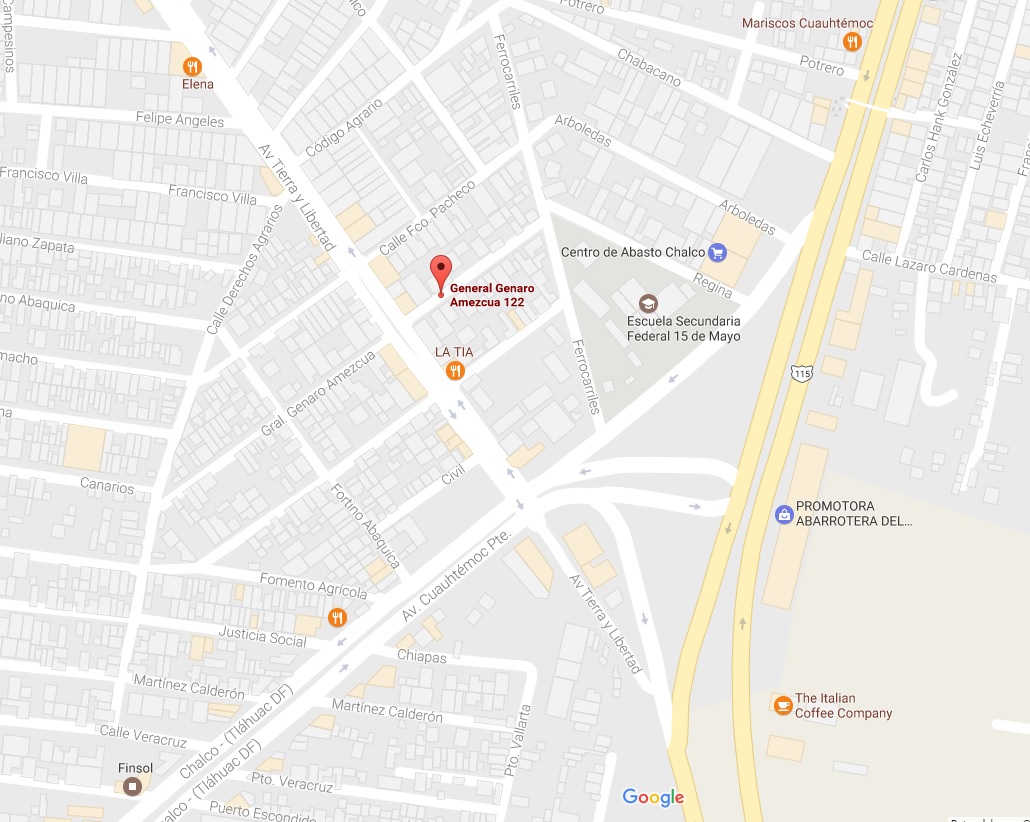 Potrero
Mariscos Cuauhtémoc
Potrero
Chabacano
Ferrocarriles
Campesinos
Elena
Felipe Angeles
Código Agrario
Arboledas
Carlos Hank González
Luis Echeverría
Av Tierra y Libertad
Francisco Villa
Francisco Villa
Calle Fco. Pacheco
Arboledas
liano Zapata
Calle Derechos Agrarios
Centro de Abasto Chalco
Calle Lazaro Cardenas
Regina
General Genaro
Amezcua 122
no Abaquica
Escuela Secundaria
Federal 15 de Mayo
LA TIA
Ferrocarriles
115
macho
Gral. Genaro Amezcua
Civil
Canarios
Fortino Abaquica
PROMOTORA
ABARROTERA DEL...
Av. Cuauhtémoc Pte.
Fomento Agrícola
Av Tierra y Libertad
Justicia Social
Chiapas
Martínez Calderón
Martínez Calderón
The Italian
Coffee Company
Calle Veracruz
Chalco - (Tláhuac DF)
Chalco - (Tláhuac DF)
Pto. Vallarta
Finsol
Pto. Veracruz
Puerto Escondido
Google